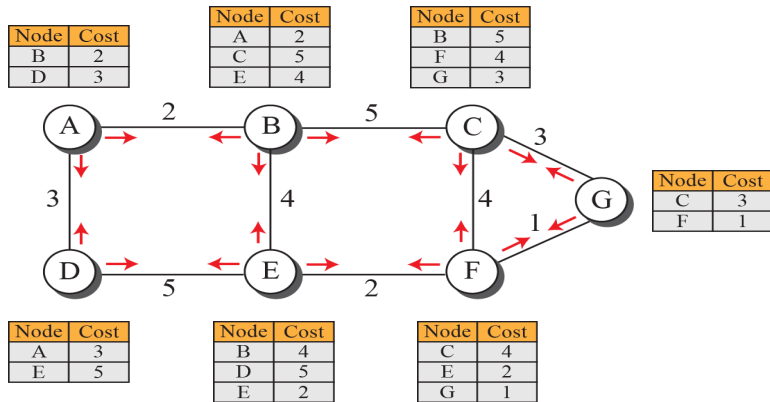 Node Cost
B 2
D 3
Node Cost
A 2
C 5
E 4
Node Cost
B 5
F 4
G 3
A 2 B 5 C 3
3 4 4 G
1
D 5 E 2 F
Node Cost
C 3
F 1
Node Cost
A 3
E 5
Node Cost
B 4
D 5
E 2
Node Cost
C 4
E 2
G 1